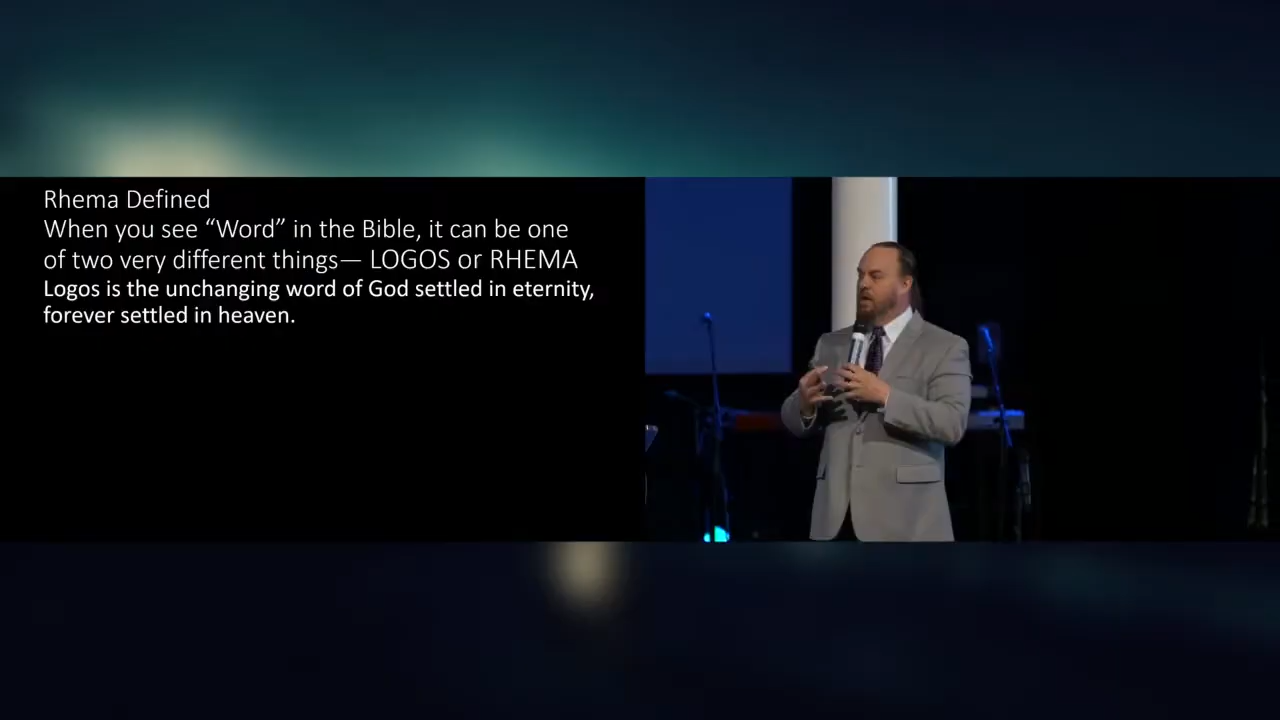 Rhema Defined
When you see “Word” in the Bible, it can be one
of two very different things— LOGOS or RHEMA
Logos is the unchanging word of God settled in eternity,
forever settled in heaven.